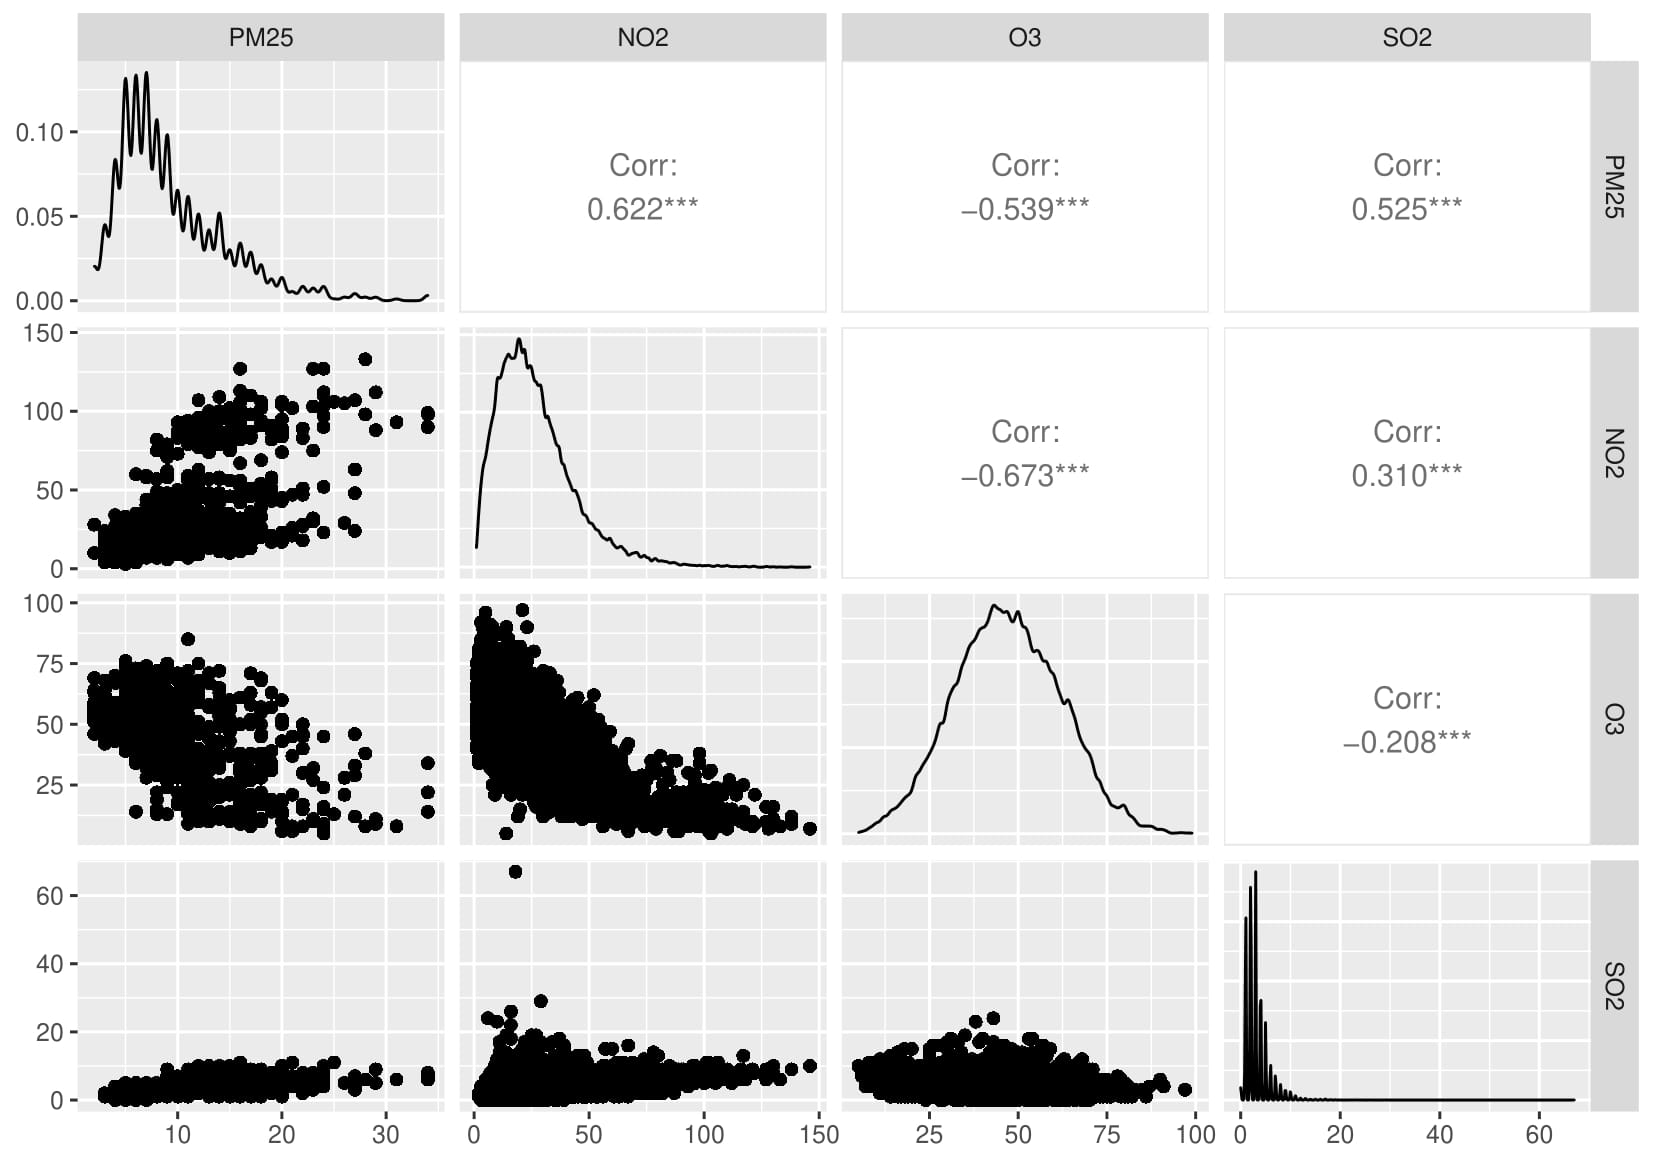 PM25 NO2 O3 SO2
0.10
0.05
0.00
Corr:
0.622***
Corr:
−0.539***
Corr:
0.525***
PM25
150
100
50
0
Corr:
−0.673***
Corr:
0.310***
NO2
100
75
50
25
Corr:
−0.208***
O3
60
40
20
0
SO2
10 20 30 0 50 100 150 25 50 75 100 0 20 40 60